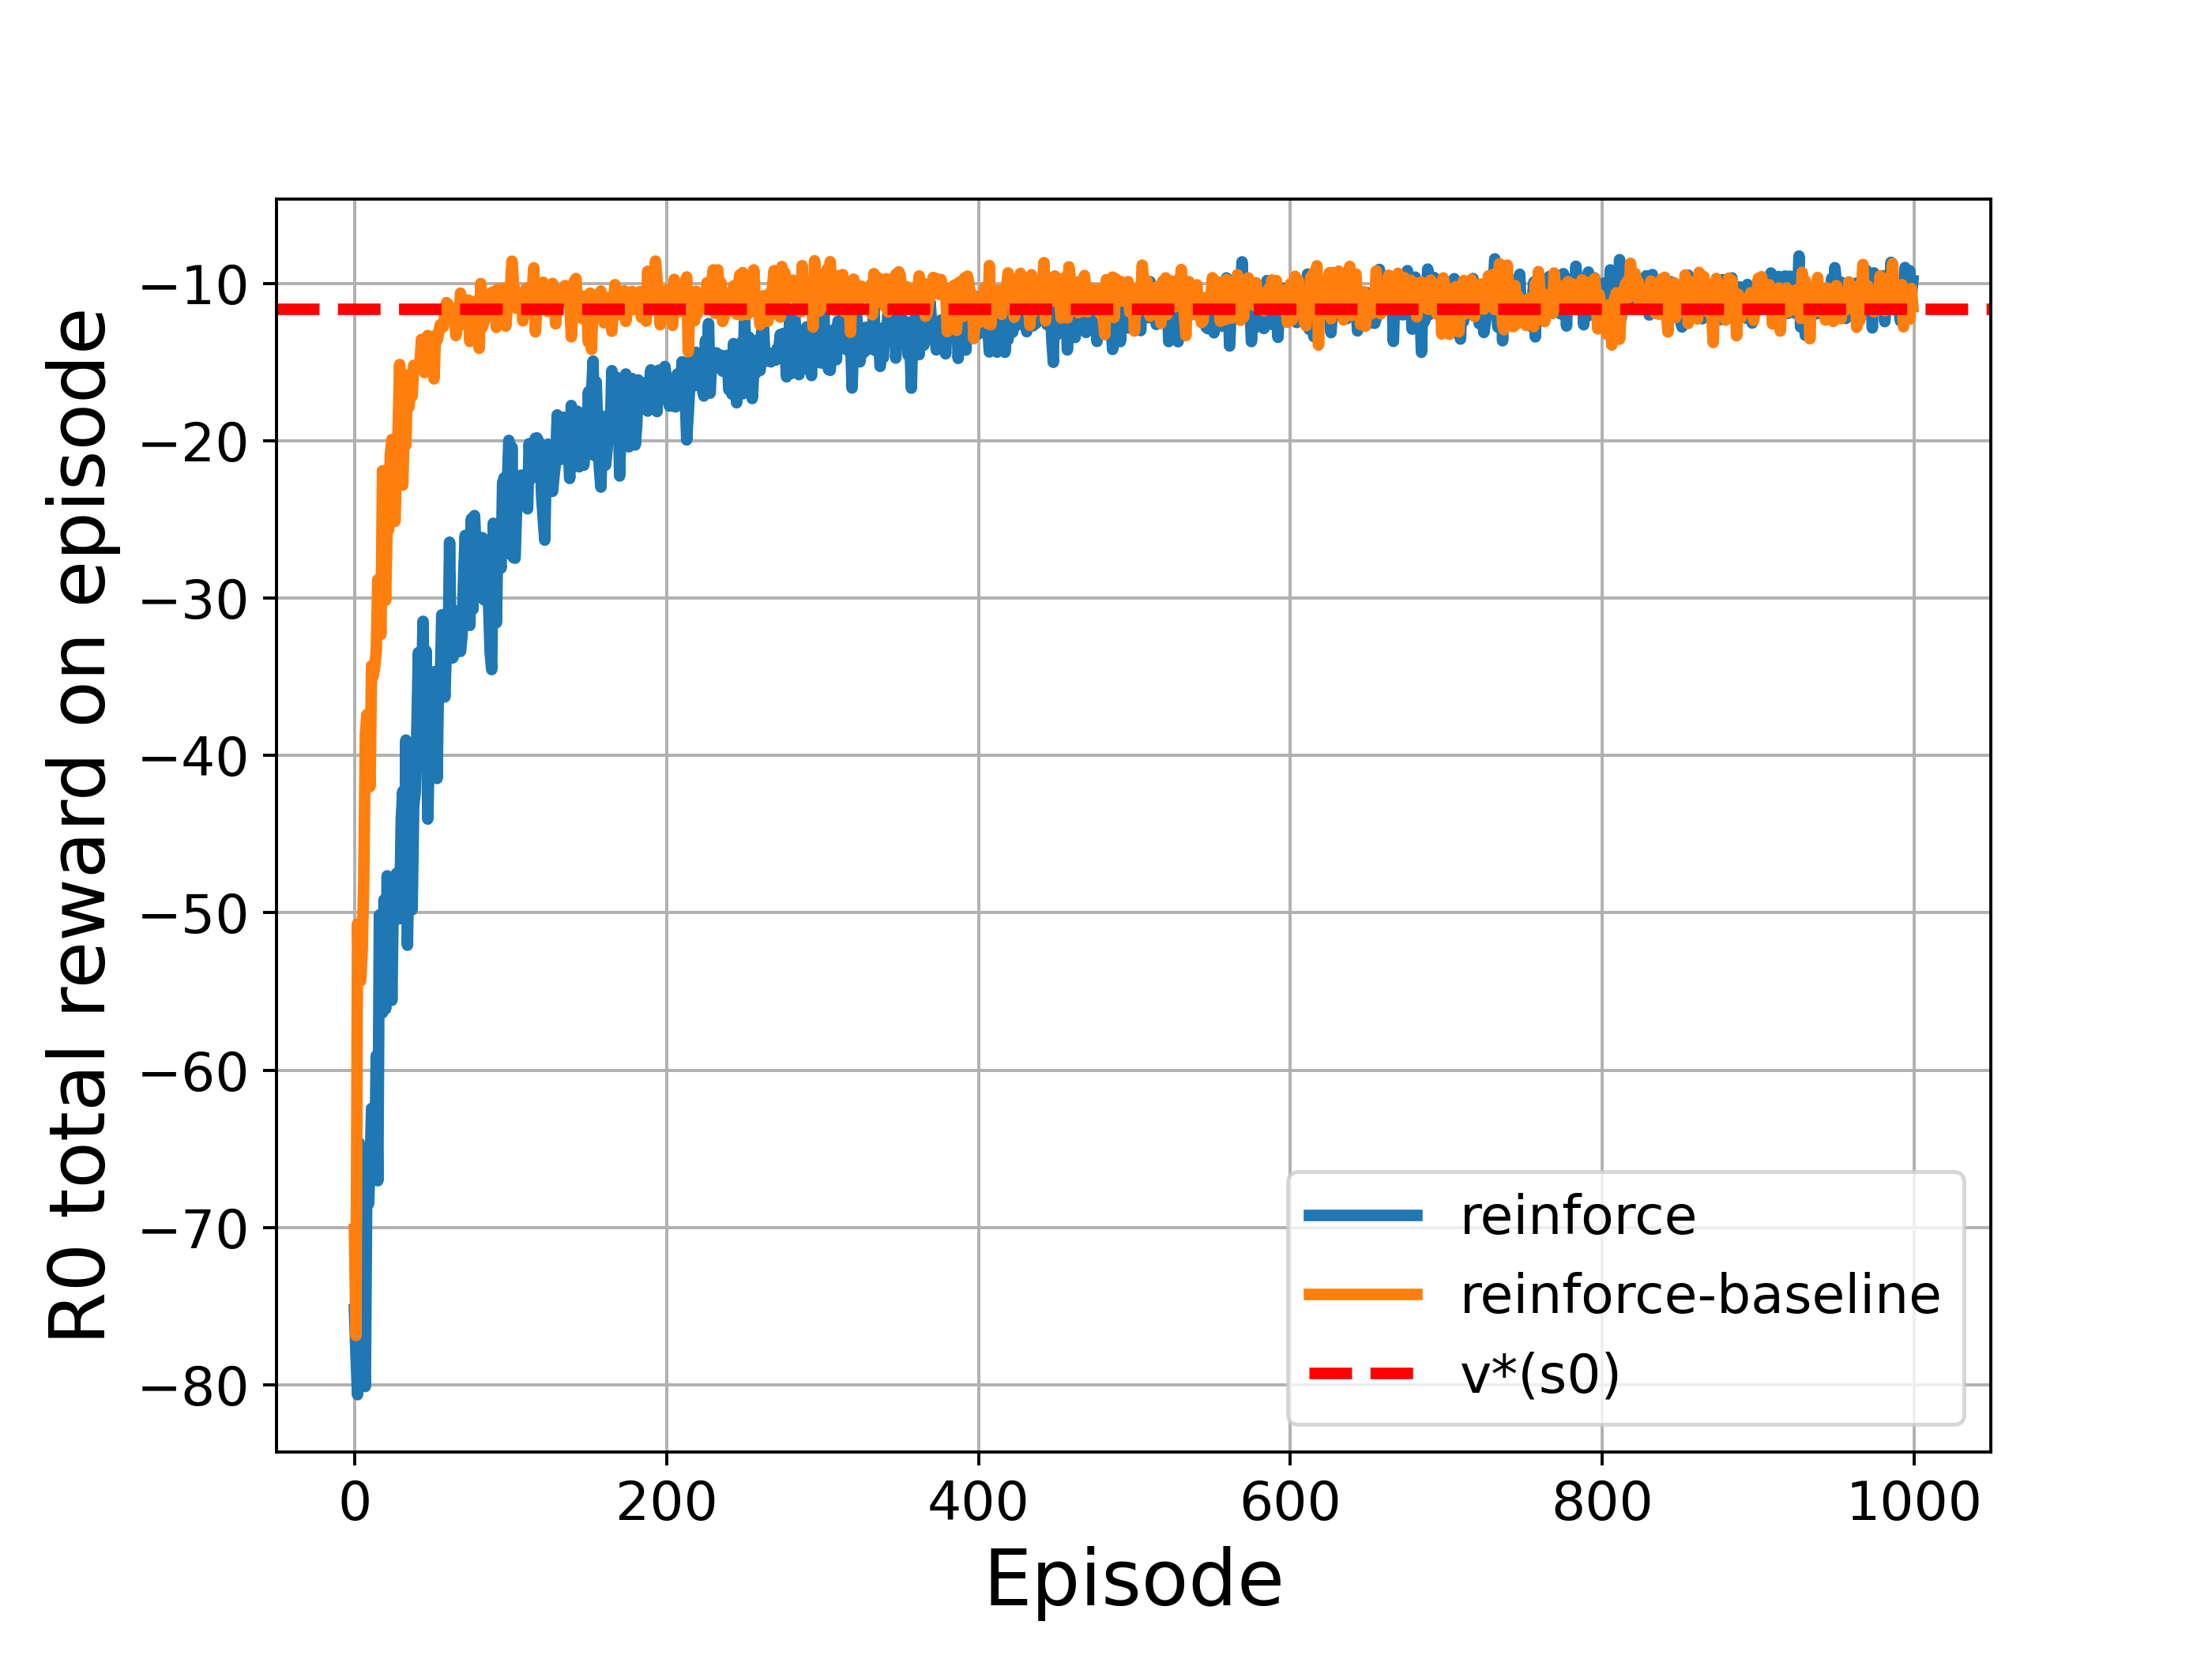 R0 total reward on episode
−10
−20
−30
−40
−50
−60
−70
−80
0 200 400 600 800 1000
Episode
reinforce
reinforce-baseline
v*(s0)